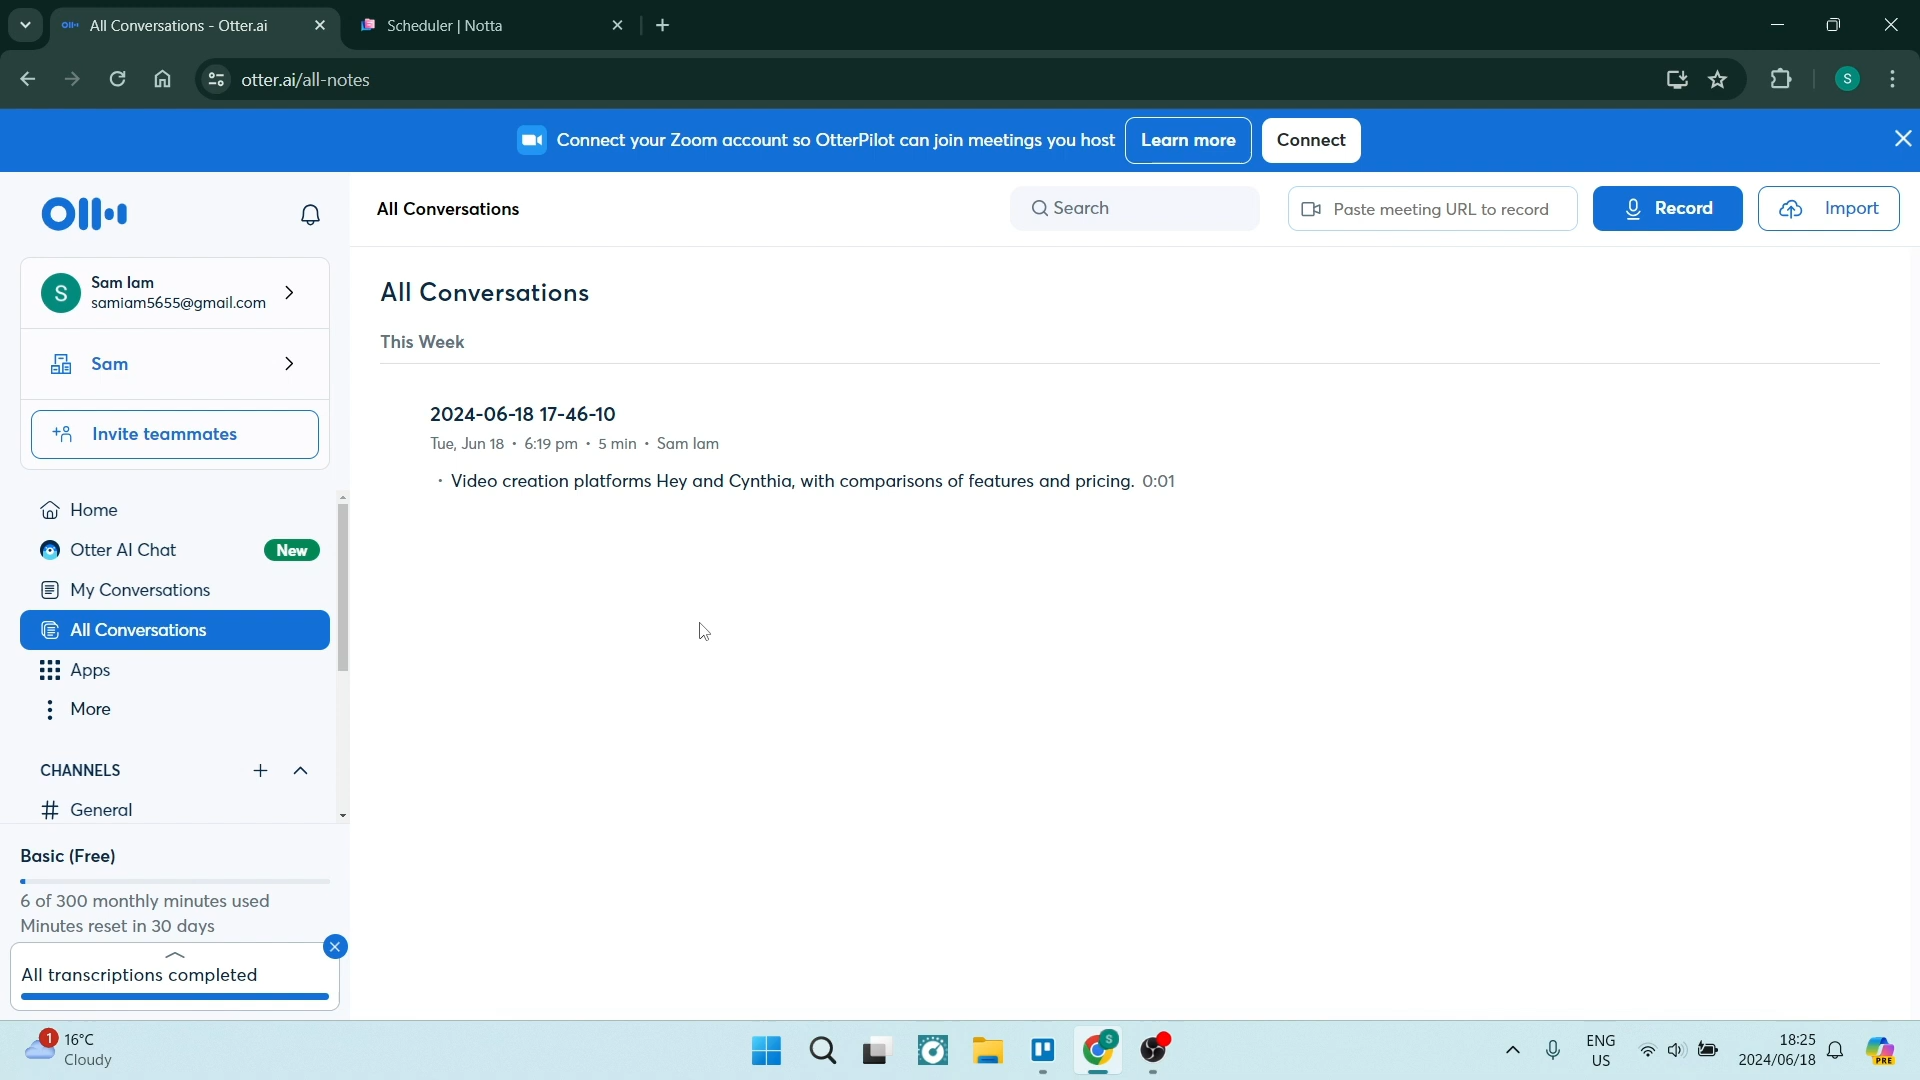 All Conversations - Otter.ai
Scheduler | Notta
otter.ai/all-notes
S
Connect your Zoom account so OtterPilot can join meetings you host
Learn more
Connect
All Conversations
Search
Paste meeting URL to record
Record
Import
S
Sam Iam
samiam5655@gmail.com
Sam
Invite teammates
Home
Otter AI Chat
New
My Conversations
All Conversations
Apps
More
CHANNELS
General
Basic (Free)
6 of 300 monthly minutes used
Minutes reset in 30 days
All transcriptions completed
All Conversations
This Week
2024-06-18 17-46-10
Tue, Jun 18 • 6:19 pm • 5 min • Sam Iam
• Video creation platforms Hey and Cynthia, with comparisons of features and pricing. 0:01
1
16°C
Cloudy
S
ENG
US
18:25
2024/06/18
PRE